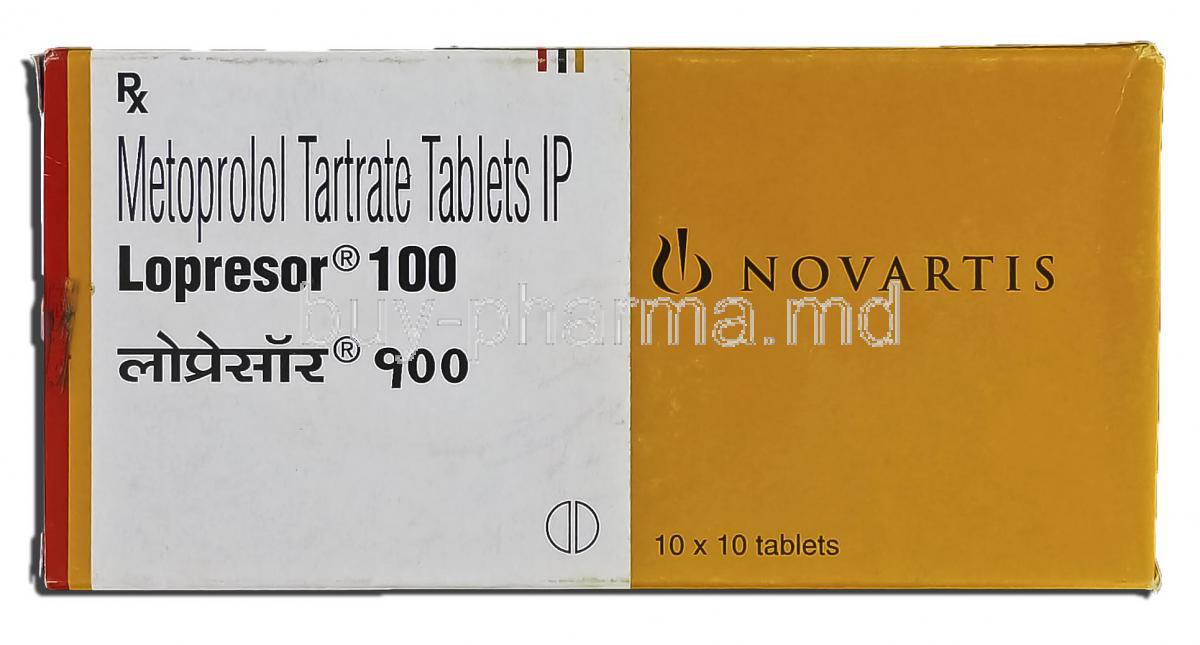 Rx
Metoprolol Tartrate Tablets IP
Lopresor® 100
लोप्रेसॉर® १००
NOVARTIS
buy-pharma.md
10 x 10 tablets